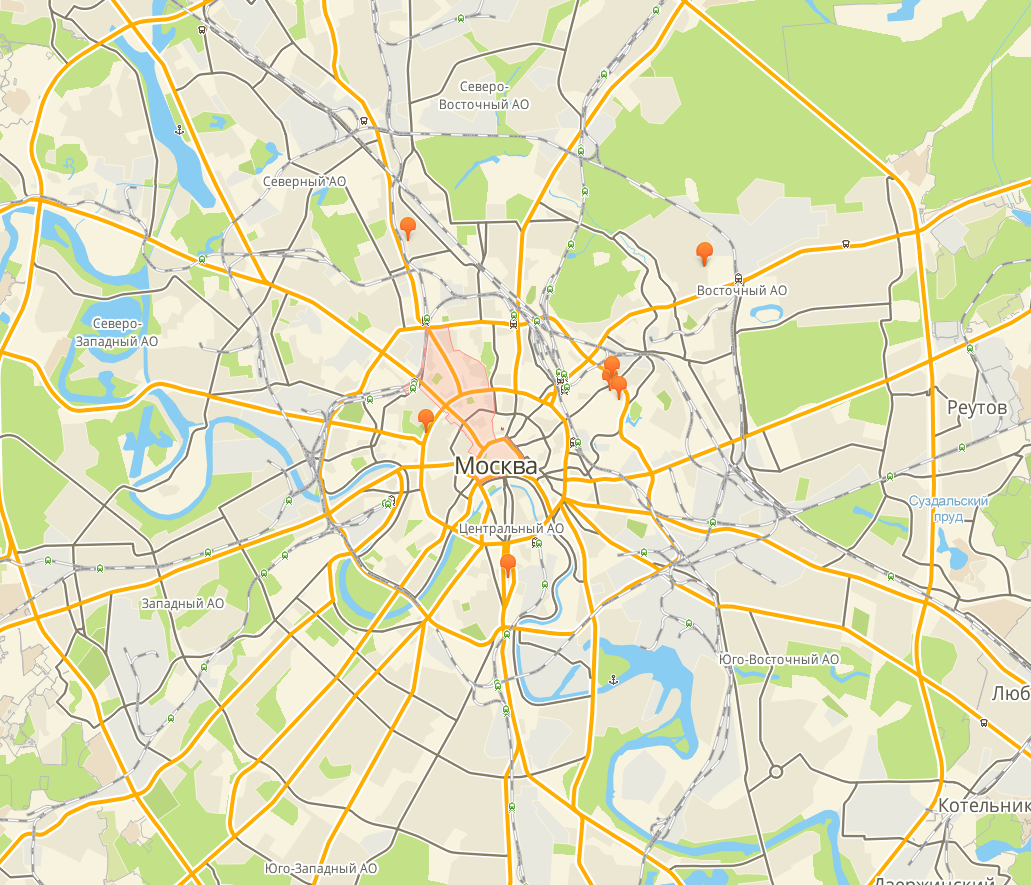 Северо-
Восточный АО
Северный АО
Восточный АО
Северо-
Западный АО
Реутов
Москва
Суздальский
пруд
Центральный АО
Западный АО
Юго-Восточный АО
Люб
Котельник
Юго-Западный АО
Дзержинский